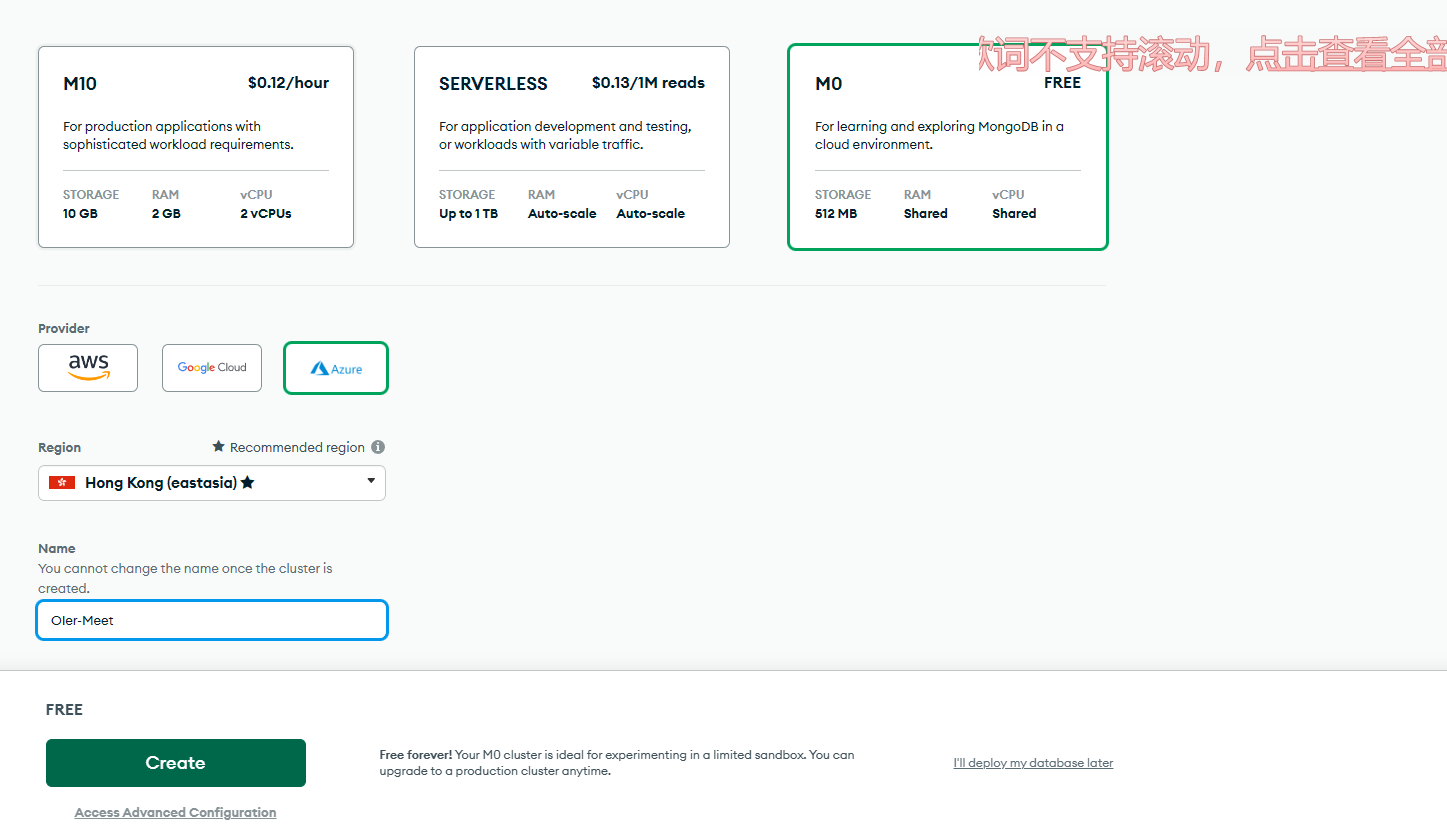 词不支持滚动，点击查看全部
M10 $0.12/hour
For production applications with
sophisticated workload requirements.
STORAGE RAM vCPU
10 GB 2 GB 2 vCPUs
SERVERLESS $0.13/1M reads
For application development and testing,
or workloads with variable traffic.
STORAGE RAM vCPU
Up to 1 TB Auto-scale Auto-scale
M0 FREE
For learning and exploring MongoDB in a
cloud environment.
STORAGE RAM vCPU
512 MB Shared Shared
Provider
aws Google Cloud Azure
Region ★ Recommended region
Hong Kong (eastasia) ★
Name
You cannot change the name once the cluster is
created.
OIer-Meet
FREE
Create
Free forever! Your M0 cluster is ideal for experimenting in a limited sandbox. You can
upgrade to a production cluster anytime.
I'll deploy my database later
Access Advanced Configuration